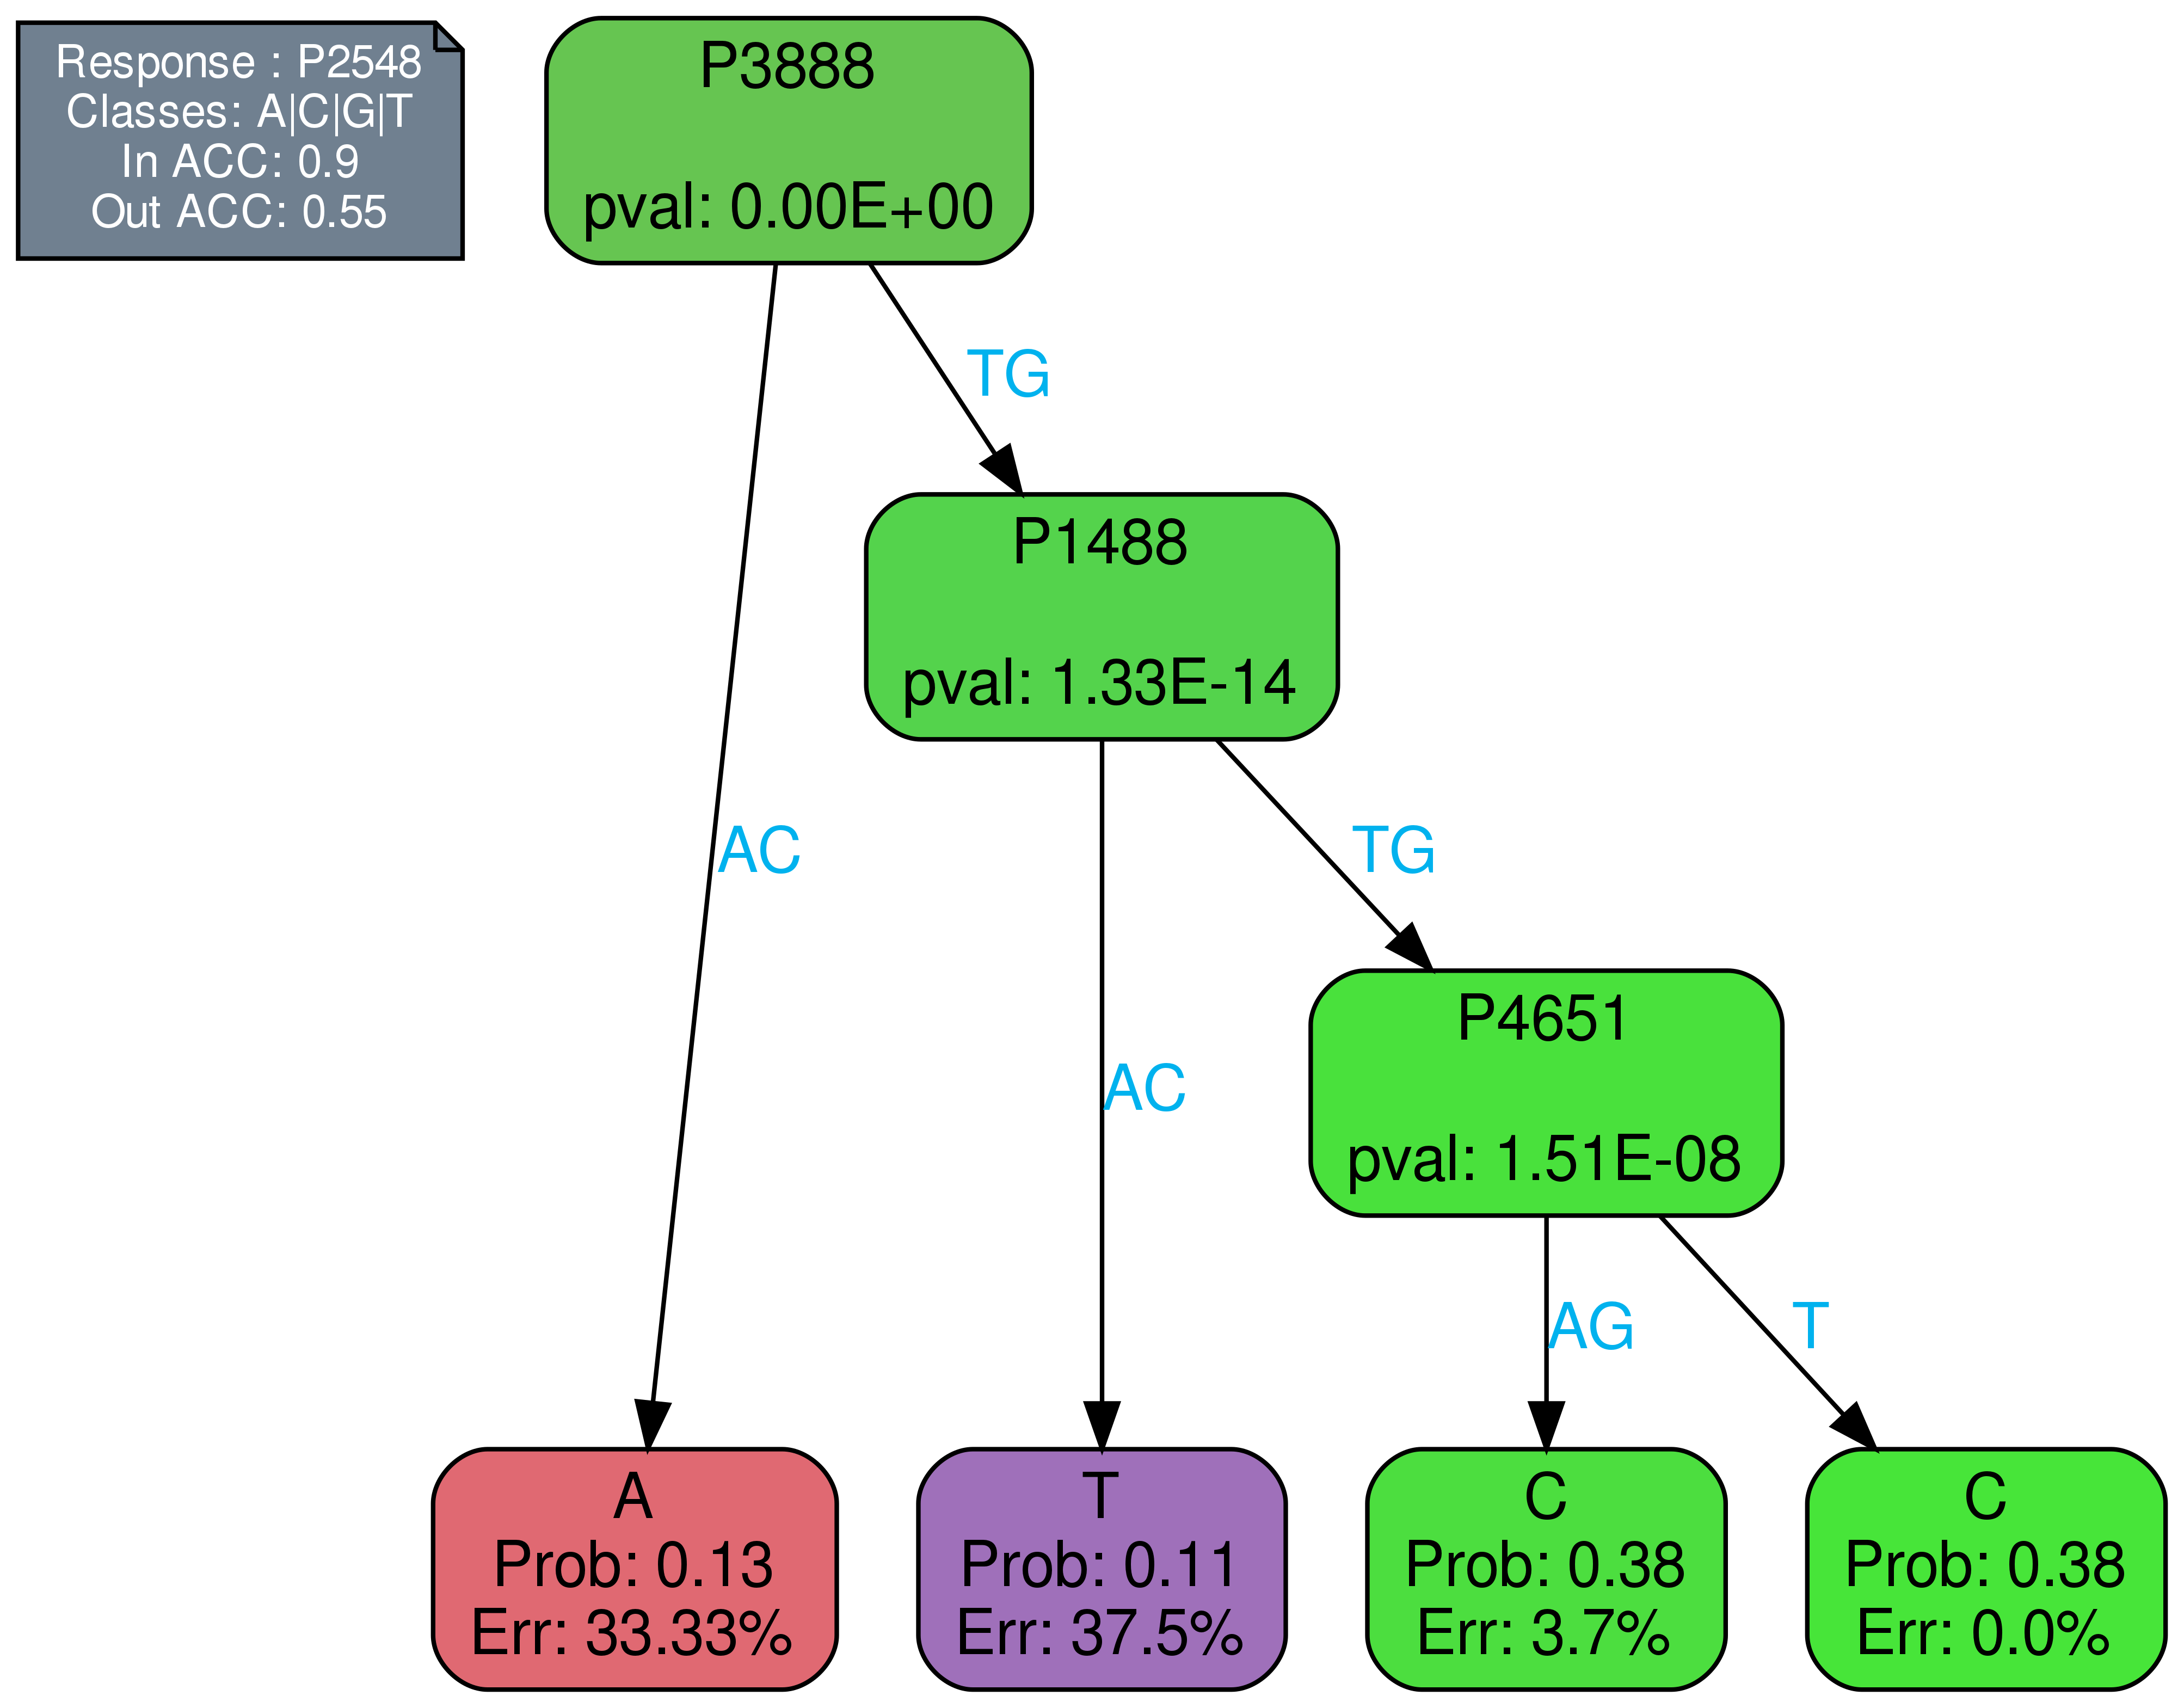 Response : P2548
Classes: A|C|G|T
In ACC: 0.9
Out ACC: 0.55
P3888
pval: 0.00E+00
TG
P1488
pval: 1.33E-14
AC
TG
P4651
pval: 1.51E-08
AC
AG
T
A
Prob: 0.13
Err: 33.33%
T
Prob: 0.11
Err: 37.5%
C
Prob: 0.38
Err: 3.7%
C
Prob: 0.38
Err: 0.0%